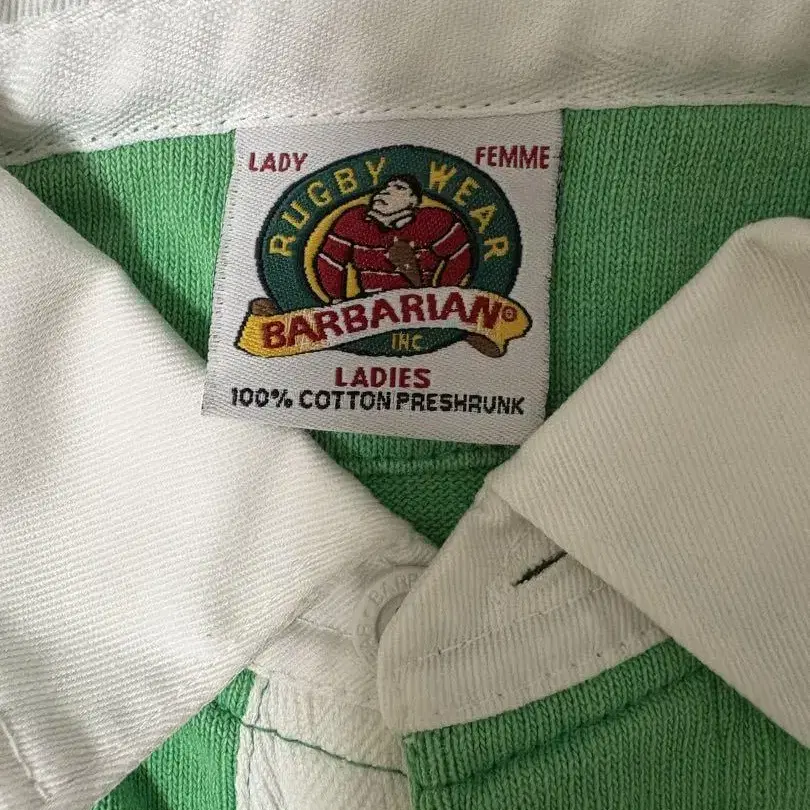 LADY FEMME
RUGBY WEAR
BARBARIAN®
INC
LADIES
100% COTTON PRESHRUNK